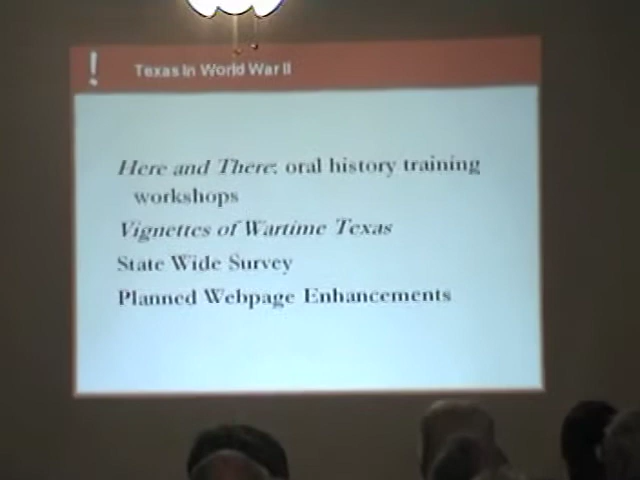 ! Texas In World War II
Here and There: oral history training
workshops
Vignettes of Wartime Texas
State Wide Survey
Planned Webpage Enhancements